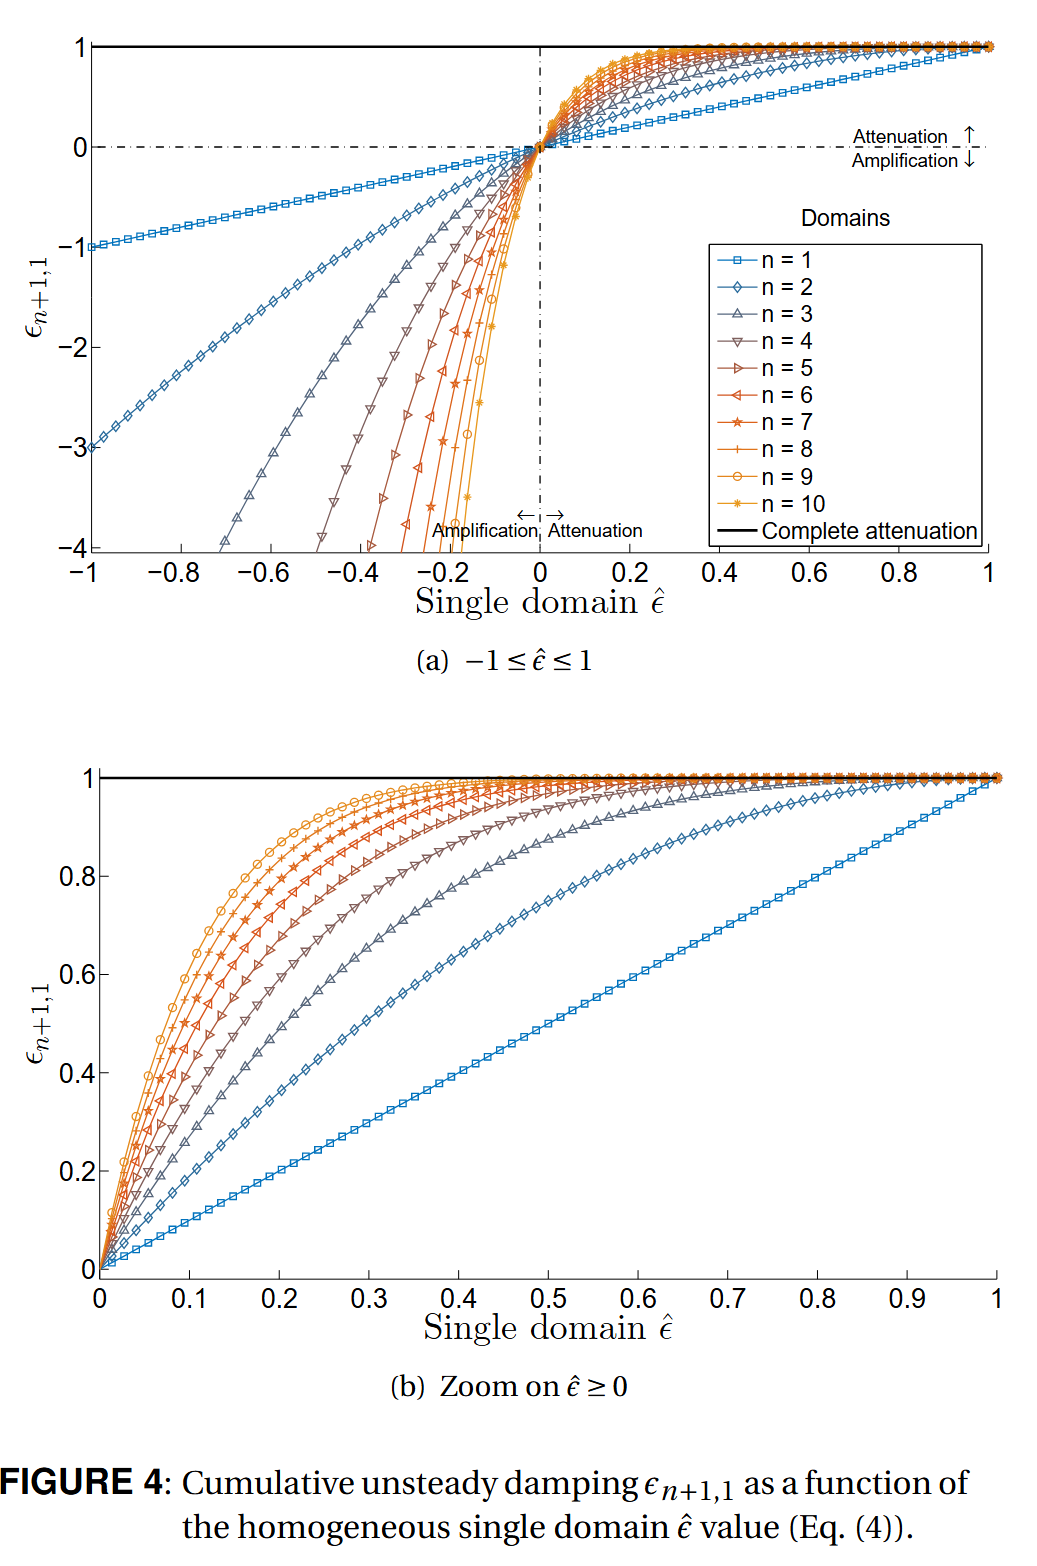 1
0
−1
−2
−3
−4
ϵn+1,1
Attenuation ↑
Amplification ↓
Domains
n = 1
n = 2
n = 3
n = 4
n = 5
n = 6
n = 7
n = 8
n = 9
n = 10
Complete attenuation
← →
Amplification Attenuation
−1 −0.8 −0.6 −0.4 −0.2 0 0.2 0.4 0.6 0.8 1
Single domain ϵ̂
(a) −1 ≤ ϵ̂ ≤ 1
1
0.8
0.6
0.4
0.2
0
ϵn+1,1
0 0.1 0.2 0.3 0.4 0.5 0.6 0.7 0.8 0.9 1
Single domain ϵ̂
(b) Zoom on ϵ̂ ≥ 0
FIGURE 4: Cumulative unsteady damping ϵn+1,1 as a function of
the homogeneous single domain ϵ̂ value (Eq. (4)).